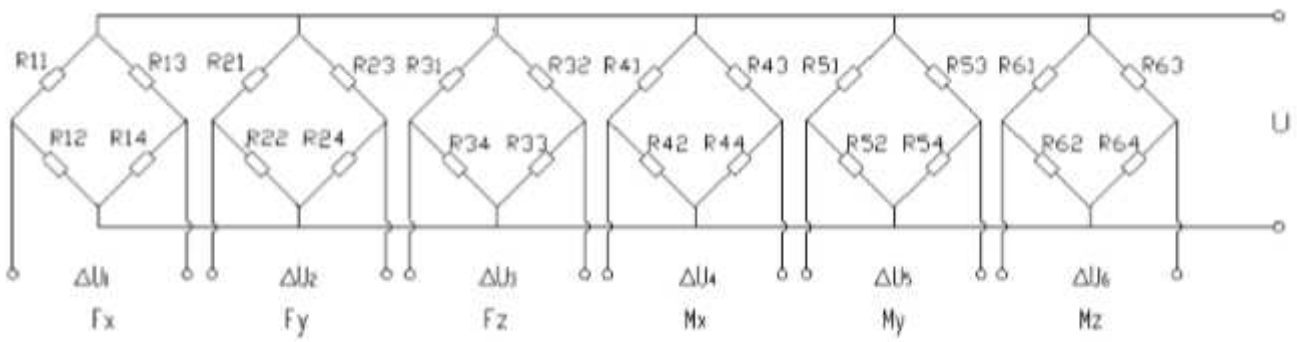 R11 R13 R21 R23 R31 R32 R41 R43 R51 R53 R61 R63
U
R12 R14 R22 R24 R34 R33 R42 R44 R52 R54 R62 R64
ΔU1 ΔU2 ΔU3 ΔU4 ΔU5 ΔU6
Fx Fy Fz Mx My Mz